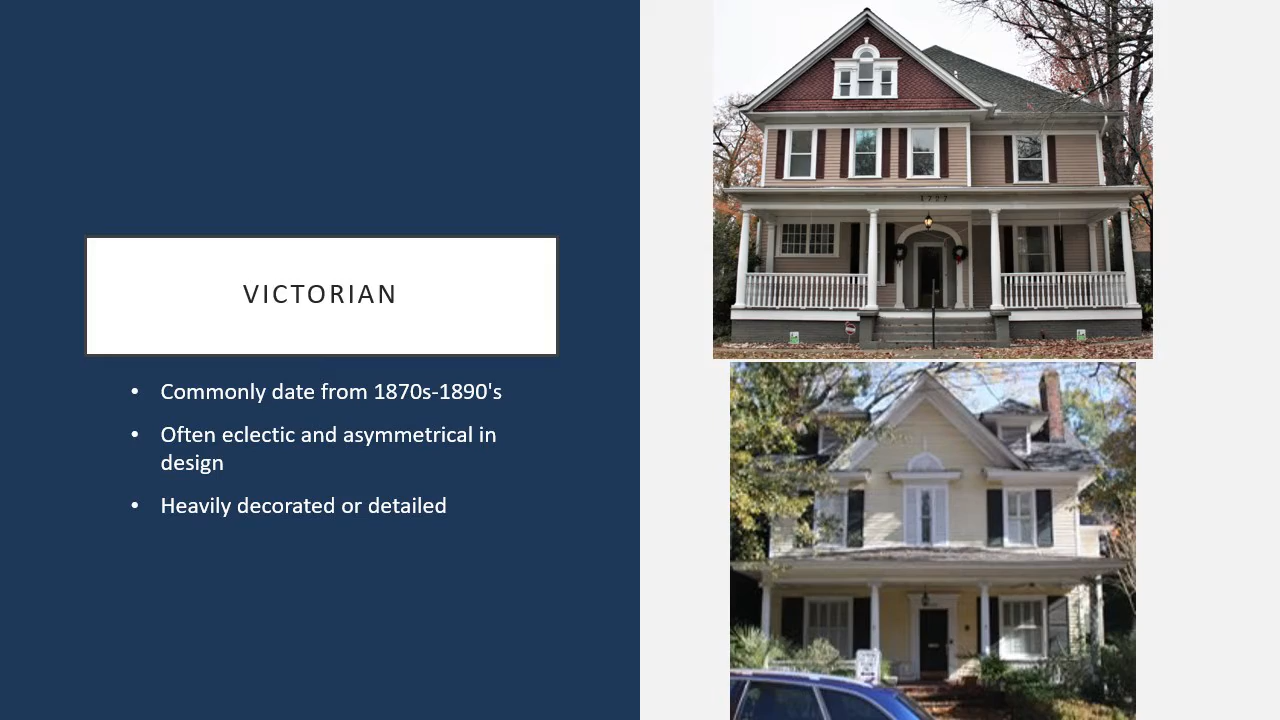 VICTORIAN
• Commonly date from 1870s-1890's
• Often eclectic and asymmetrical in
design
• Heavily decorated or detailed